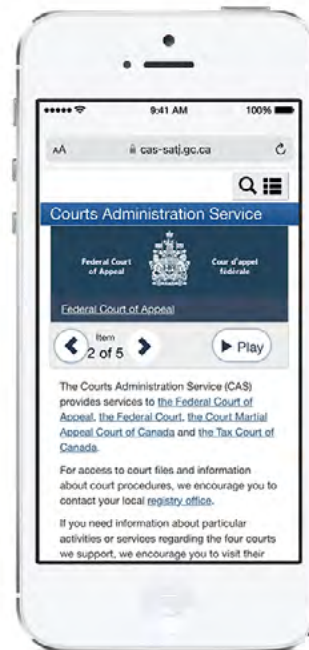 9:41 AM 100%
AA cas-satj.gc.ca
Courts Administration Service
Federal Court Cour d'appel
of Appeal fédérale
Federal Court of Appeal
Item
2 of 5 Play
The Courts Administration Service (CAS)
provides services to the Federal Court of
Appeal, the Federal Court, the Court Martial
Appeal Court of Canada and the Tax Court of
Canada.
For access to court files and information
about court procedures, we encourage you to
contact your local registry office.
If you need information about particular
activities or services regarding the four courts
we support, we encourage you to visit their